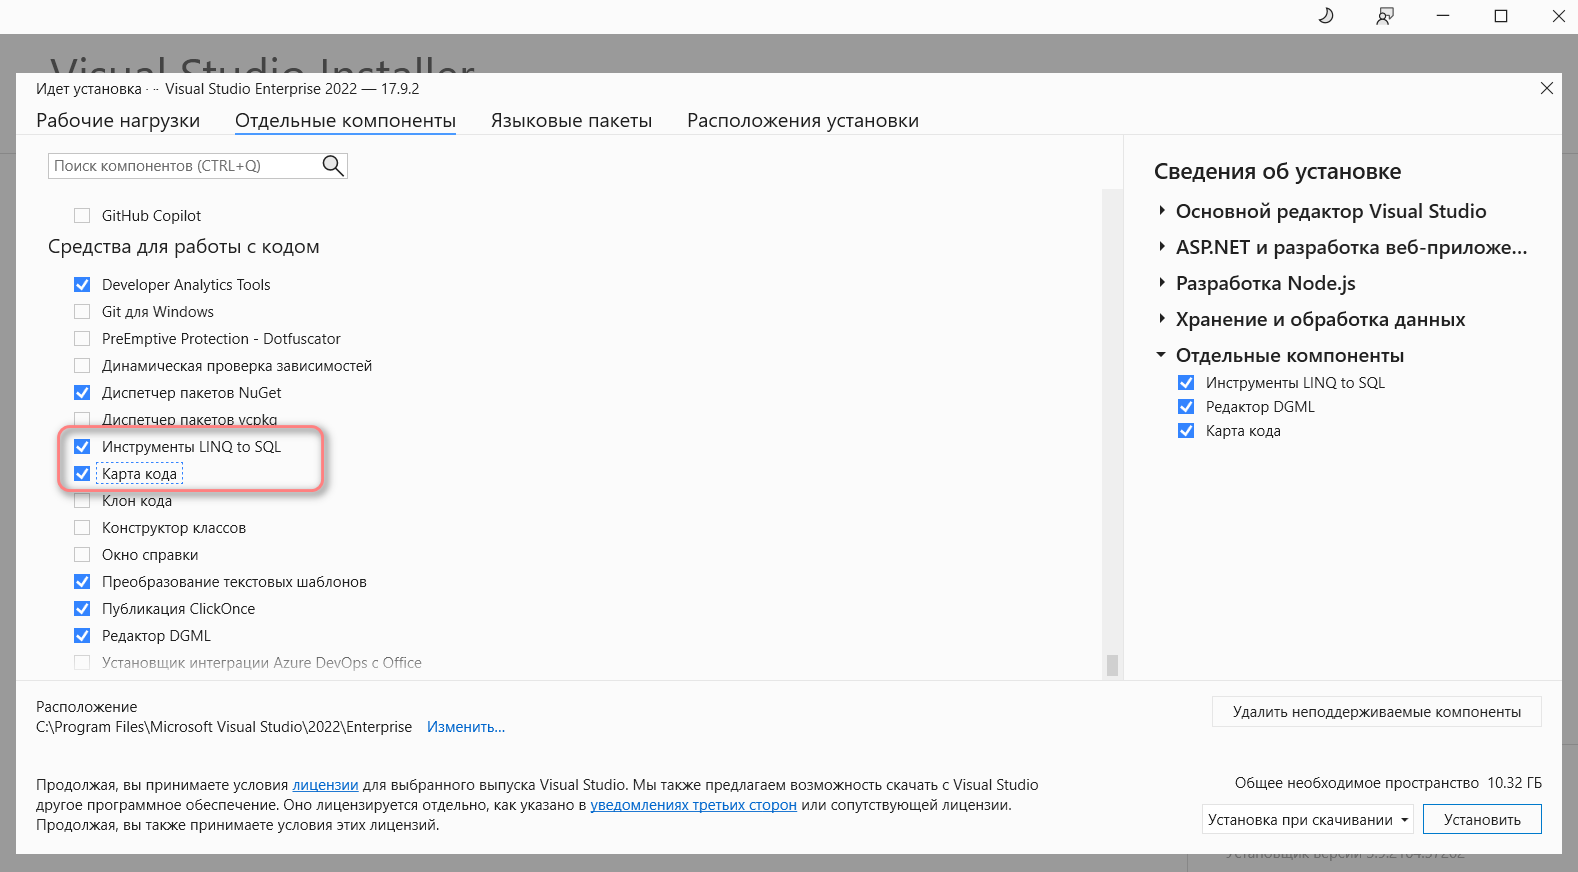 Visual Studio Installer
Идет установка · -- Visual Studio Enterprise 2022 — 17.9.2
Рабочие нагрузки
Отдельные компоненты
Языковые пакеты
Расположения установки
Поиск компонентов (CTRL+Q)
GitHub Copilot
Средства для работы с кодом
Developer Analytics Tools
Git для Windows
PreEmptive Protection - Dotfuscator
Динамическая проверка зависимостей
Диспетчер пакетов NuGet
Диспетчер пакетов vcpkg
Инструменты LINQ to SQL
Карта кода
Клон кода
Конструктор классов
Окно справки
Преобразование текстовых шаблонов
Публикация ClickOnce
Редактор DGML
Установщик интеграции Azure DevOps с Office
Сведения об установке
Основной редактор Visual Studio
ASP.NET и разработка веб-приложе...
Разработка Node.js
Хранение и обработка данных
Отдельные компоненты
Инструменты LINQ to SQL
Редактор DGML
Карта кода
Расположение
C:\Program Files\Microsoft Visual Studio\2022\Enterprise Изменить...
Удалить неподдерживаемые компоненты
Продолжая, вы принимаете условия лицензии для выбранного выпуска Visual Studio. Мы также предлагаем возможность скачать с Visual Studio
другое программное обеспечение. Оно лицензируется отдельно, как указано в уведомлениях третьих сторон или сопутствующей лицензии.
Продолжая, вы также принимаете условия этих лицензий.
Общее необходимое пространство 10.32 ГБ
Установка при скачивании
Установить
Установщик версии